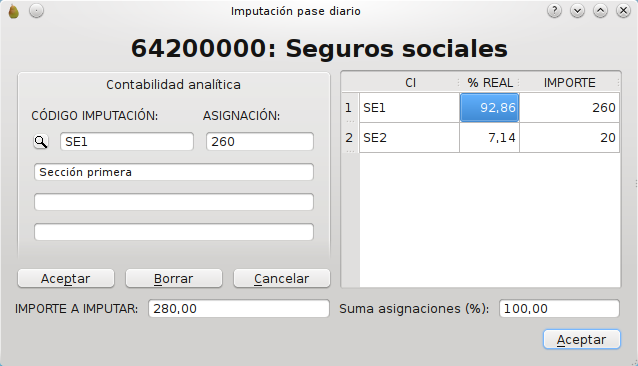 Imputación pase diario
64200000: Seguros sociales
Contabilidad analítica
CÓDIGO IMPUTACIÓN: ASIGNACIÓN:
SE1 260
Sección primera
Aceptar Borrar Cancelar
CI % REAL IMPORTE
1 SE1 92,86 260
2 SE2 7,14 20
IMPORTE A IMPUTAR: 280,00 Suma asignaciones (%): 100,00
Aceptar